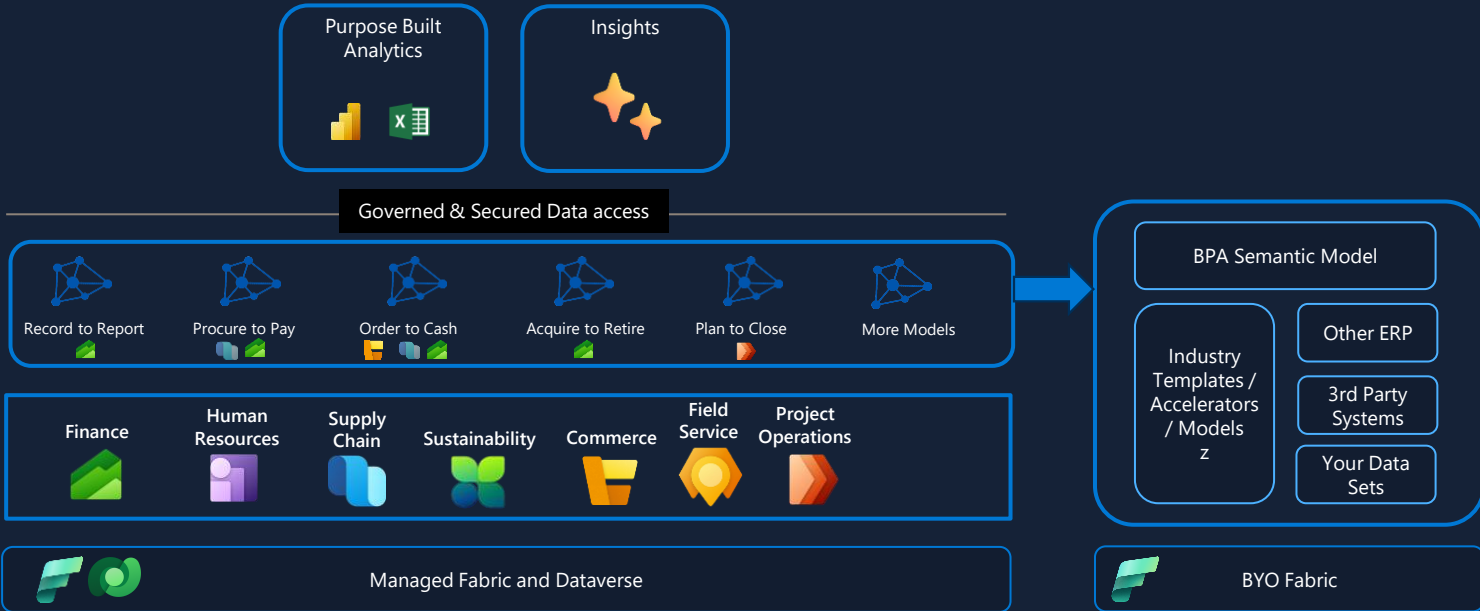 Purpose Built
Analytics
Insights
Governed & Secured Data access
Record to Report
Procure to Pay
Order to Cash
Acquire to Retire
Plan to Close
More Models
Finance
Human
Resources
Supply
Chain
Sustainability
Commerce
Field
Service
Project
Operations
Managed Fabric and Dataverse
BPA Semantic Model
Industry
Templates /
Accelerators
/ Models
z
Other ERP
3rd Party
Systems
Your Data
Sets
BYO Fabric